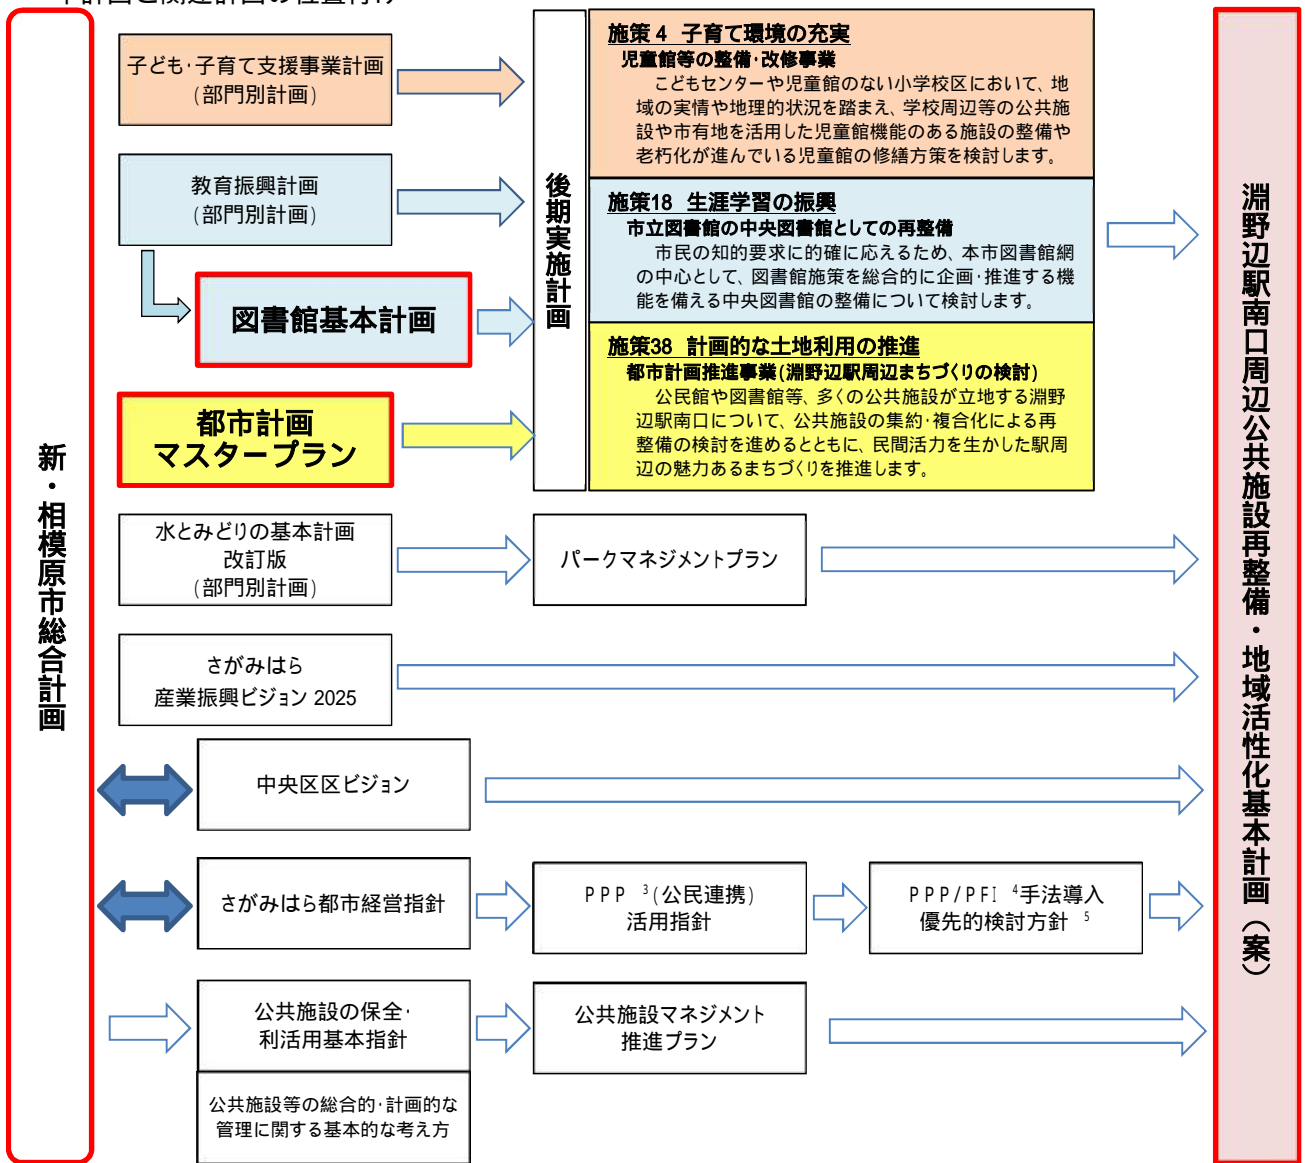 本計画と関連計画の位置付け
新・相模原市総合計画
子ども・子育て支援事業計画
(部門別計画)
教育振興計画
(部門別計画)
図書館基本計画
都市計画
マスタープラン
後期実施計画
施策4 子育て環境の充実
児童館等の整備・改修事業
こどもセンターや児童館のない小学校区において、地
域の実情や地理的状況を踏まえ、学校周辺等の公共施
設や市有地を活用した児童館機能のある施設の整備や
老朽化が進んでいる児童館の修繕方策を検討します。
施策18 生涯学習の振興
市立図書館の中央図書館としての再整備
市民の知的要求に的確に応えるため、本市図書館網
の中心として、図書館施策を総合的に企画・推進する機
能を備える中央図書館の整備について検討します。
施策38 計画的な土地利用の推進
都市計画推進事業(淵野辺駅周辺まちづくりの検討)
公民館や図書館等、多くの公共施設が立地する淵野
辺駅南口について、公共施設の集約・複合化による再
整備の検討を進めるとともに、民間活力を生かした駅周
辺の魅力あるまちづくりを推進します。
水とみどりの基本計画
改訂版
(部門別計画)
パークマネジメントプラン
さがみはら
産業振興ビジョン 2025
中央区区ビジョン
さがみはら都市経営指針
PPP 3(公民連携)
活用指針
PPP/PFI 4手法導入
優先的検討方針 5
公共施設の保全・
利活用基本指針
公共施設マネジメント
推進プラン
公共施設等の総合的・計画的な
管理に関する基本的な考え方
淵野辺駅南口周辺公共施設再整備・地域活性化基本計画(案)